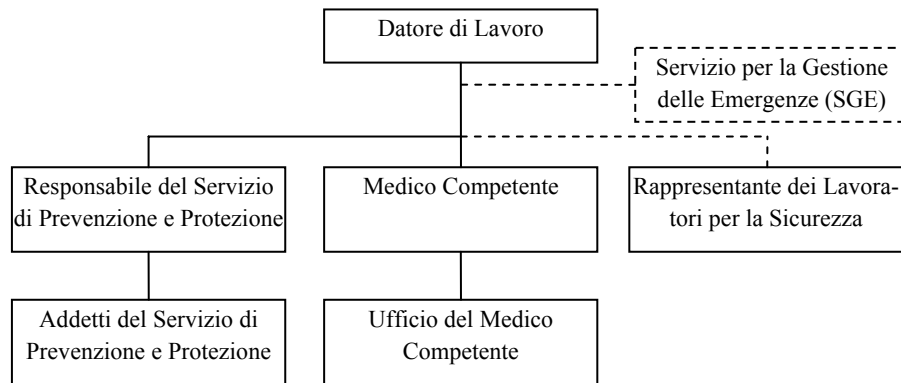 Datore di Lavoro
Servizio per la Gestione
delle Emergenze (SGE)
Responsabile del Servizio
di Prevenzione e Protezione
Medico Competente
Rappresentante dei Lavora-
tori per la Sicurezza
Addetti del Servizio di
Prevenzione e Protezione
Ufficio del Medico
Competente